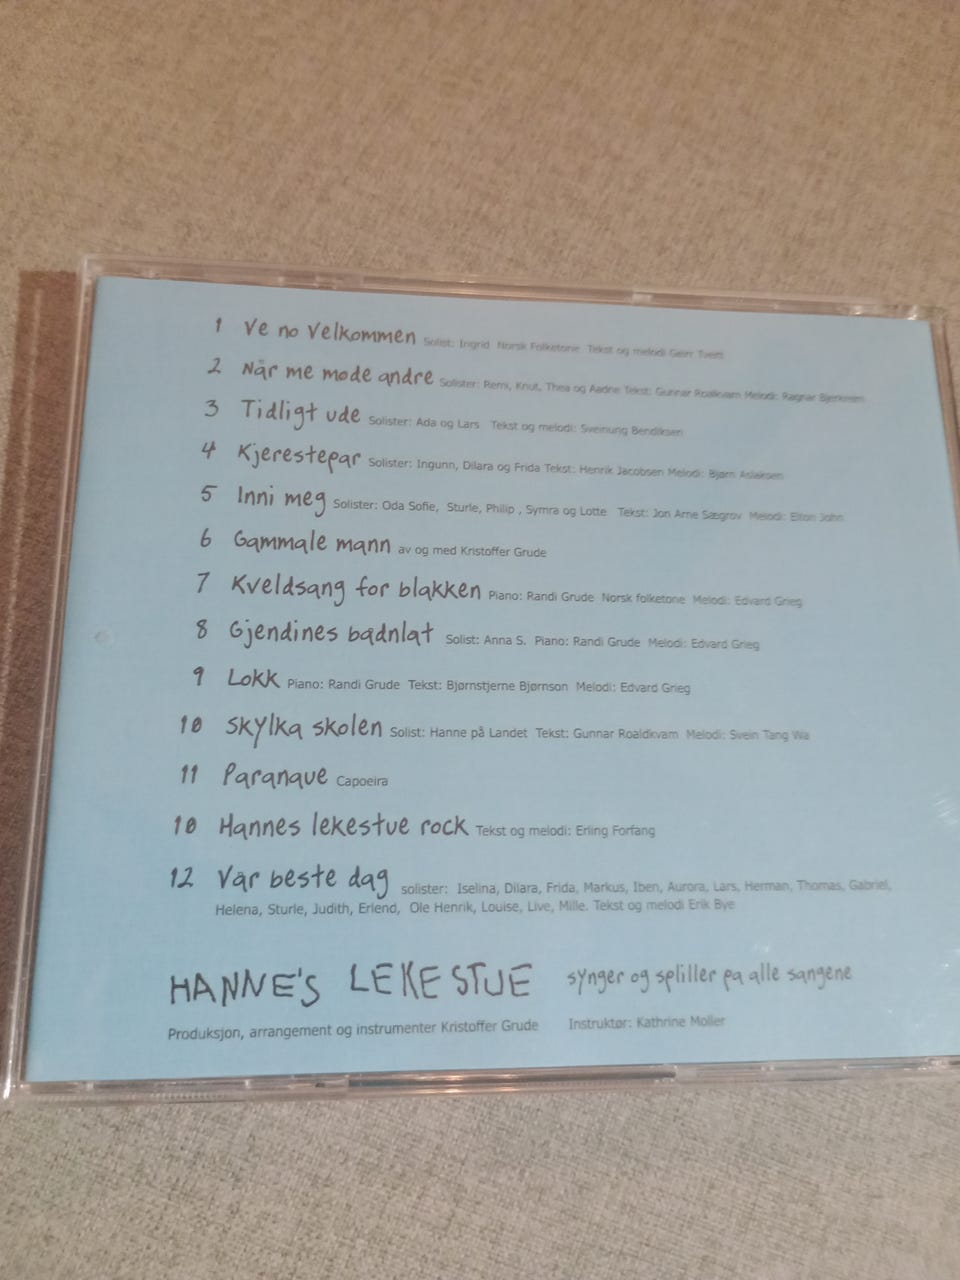 1 Ve no Velkommen Solist: Ingrid Norsk Folketone Tekst og melodi Geirr Tveitt
2 Når me møde andre Solister: Remi, Knut, Thea og Aadne Tekst: Gunnar Roalkvam Melodi: Ragnar Bjerkreim
3 Tidligt ude Solister: Ada og Lars Tekst og melodi: Sveinung Bendiksen
4 Kjerestepar Solister: Ingunn, Dilara og Frida Tekst: Henrik Jacobsen Melodi: Bjørn Aslaksen
5 Inni meg Solister: Oda Sofie, Sturle, Philip , Symra og Lotte Tekst: Jon Arne Sægrov Melodi: Elton John
6 Gammale mann av og med Kristoffer Grude
7 Kveldsang for blakken Piano: Randi Grude Norsk folketone Melodi: Edvard Grieg
8 Gjendines bådnlåt Solist: Anna S. Piano: Randi Grude Melodi: Edvard Grieg
9 Lokk Piano: Randi Grude Tekst: Bjørnstjerne Bjørnson Melodi: Edvard Grieg
10 Skylka skolen Solist: Hanne på Landet Tekst: Gunnar Roaldkvam Melodi: Svein Tang Wa
11 Paranaue Capoeira
10 Hannes lekestue rock Tekst og melodi: Erling Forfang
12 Vår beste dag solister: Iselina, Dilara, Frida, Markus, Iben, Aurora, Lars, Herman, Thomas, Gabriel,
Helena, Sturle, Judith, Erlend, Ole Henrik, Louise, Live, Mille. Tekst og melodi Erik Bye
HANNE'S LEKESTUE synger og spliller på alle sangene
Produksjon, arrangement og instrumenter Kristoffer Grude Instruktør: Kathrine Moller